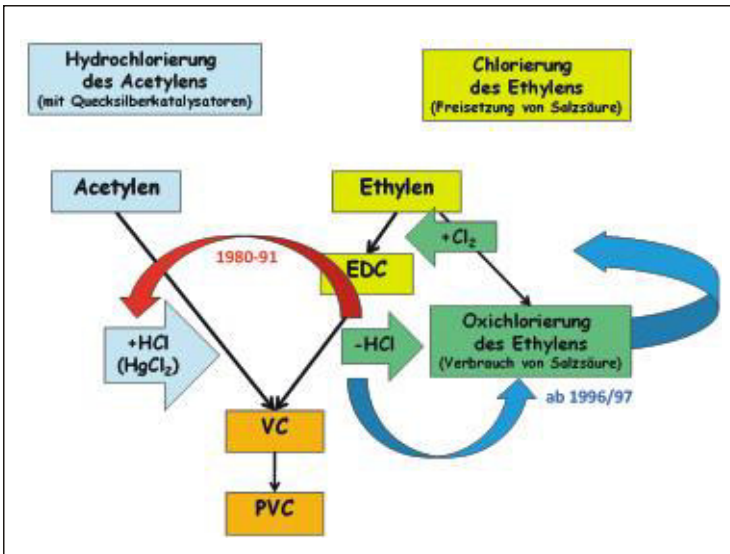 Hydrochlorierung
des Acetylens
(mit Quecksilberkatalysatoren)
Chlorierung
des Ethylens
(Freisetzung von Salzsäure)
Acetylen
Ethylen
+Cl₂
1980-91
EDC
+HCl
(HgCl₂)
-HCl
Oxichlorierung
des Ethylens
(Verbrauch von Salzsäure)
ab 1996/97
VC
PVC